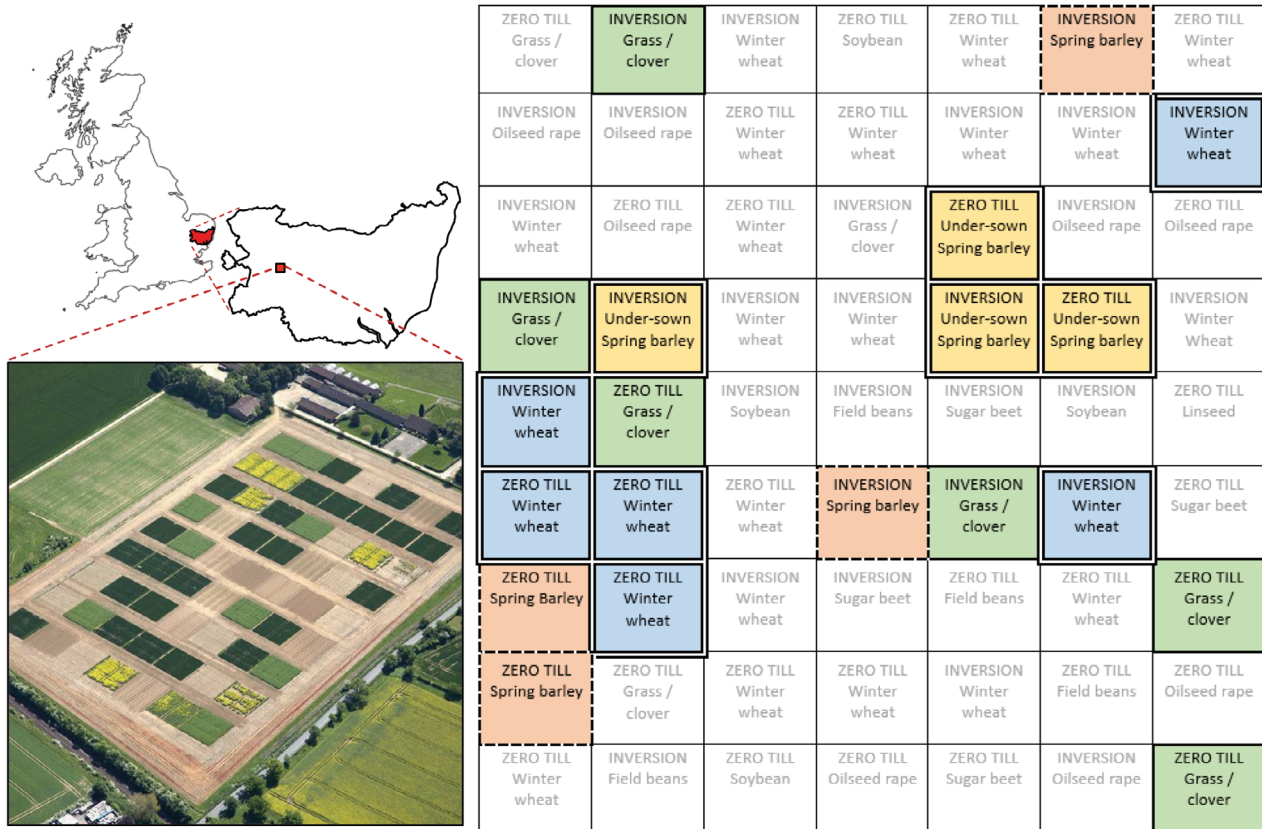 ZERO TILL
Grass /
clover
INVERSION
Grass /
clover
INVERSION
Winter
wheat
ZERO TILL
Soybean
ZERO TILL
Winter
wheat
INVERSION
Spring barley
ZERO TILL
Winter
wheat
INVERSION
Oilseed rape
INVERSION
Oilseed rape
ZERO TILL
Winter
wheat
ZERO TILL
Winter
wheat
INVERSION
Winter
wheat
INVERSION
Winter
wheat
INVERSION
Winter
wheat
INVERSION
Winter
wheat
ZERO TILL
Oilseed rape
ZERO TILL
Winter
wheat
INVERSION
Grass /
clover
ZERO TILL
Under-sown
Spring barley
INVERSION
Oilseed rape
ZERO TILL
Oilseed rape
INVERSION
Grass /
clover
INVERSION
Under-sown
Spring barley
INVERSION
Winter
wheat
INVERSION
Winter
wheat
INVERSION
Under-sown
Spring barley
ZERO TILL
Under-sown
Spring barley
INVERSION
Winter
Wheat
INVERSION
Winter
wheat
ZERO TILL
Grass /
clover
INVERSION
Soybean
INVERSION
Field beans
INVERSION
Sugar beet
INVERSION
Soybean
ZERO TILL
Linseed
ZERO TILL
Winter
wheat
ZERO TILL
Winter
wheat
ZERO TILL
Winter
wheat
INVERSION
Spring barley
INVERSION
Grass /
clover
INVERSION
Winter
wheat
ZERO TILL
Sugar beet
ZERO TILL
Spring Barley
ZERO TILL
Winter
wheat
INVERSION
Winter
wheat
INVERSION
Sugar beet
ZERO TILL
Field beans
ZERO TILL
Winter
wheat
ZERO TILL
Grass /
clover
ZERO TILL
Spring barley
ZERO TILL
Grass /
clover
ZERO TILL
Winter
wheat
ZERO TILL
Winter
wheat
INVERSION
Winter
wheat
ZERO TILL
Field beans
ZERO TILL
Oilseed rape
ZERO TILL
Winter
wheat
INVERSION
Field beans
ZERO TILL
Soybean
ZERO TILL
Oilseed rape
ZERO TILL
Sugar beet
INVERSION
Oilseed rape
ZERO TILL
Grass /
clover